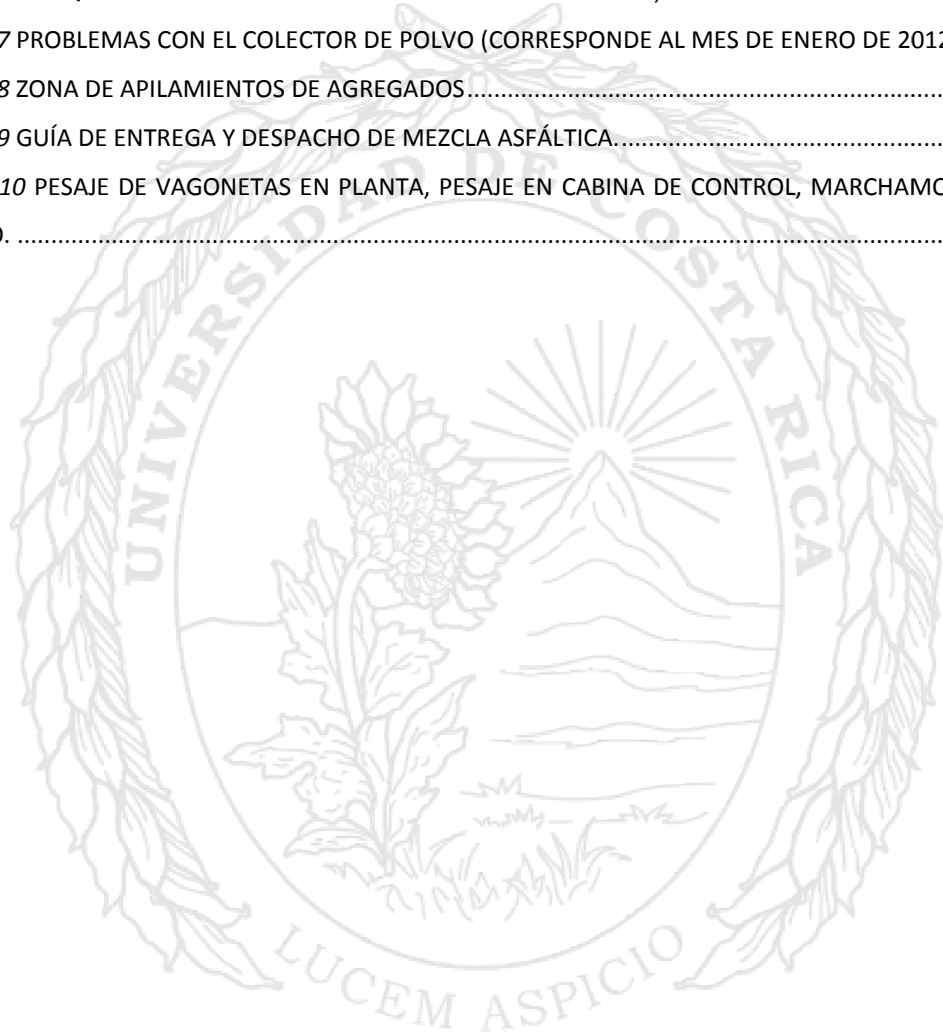 7 PROBLEMAS CON EL COLECTOR DE POLVO (CORRESPONDE AL MES DE ENERO DE 2012
8 ZONA DE APILAMIENTOS DE AGREGADOS
9 GUÍA DE ENTREGA Y DESPACHO DE MEZCLA ASFÁLTICA.
10 PESAJE DE VAGONETAS EN PLANTA, PESAJE EN CABINA DE CONTROL, MARCHAMO
UNIVERSIDAD DE COSTA RICA
LUCEM ASPICIO